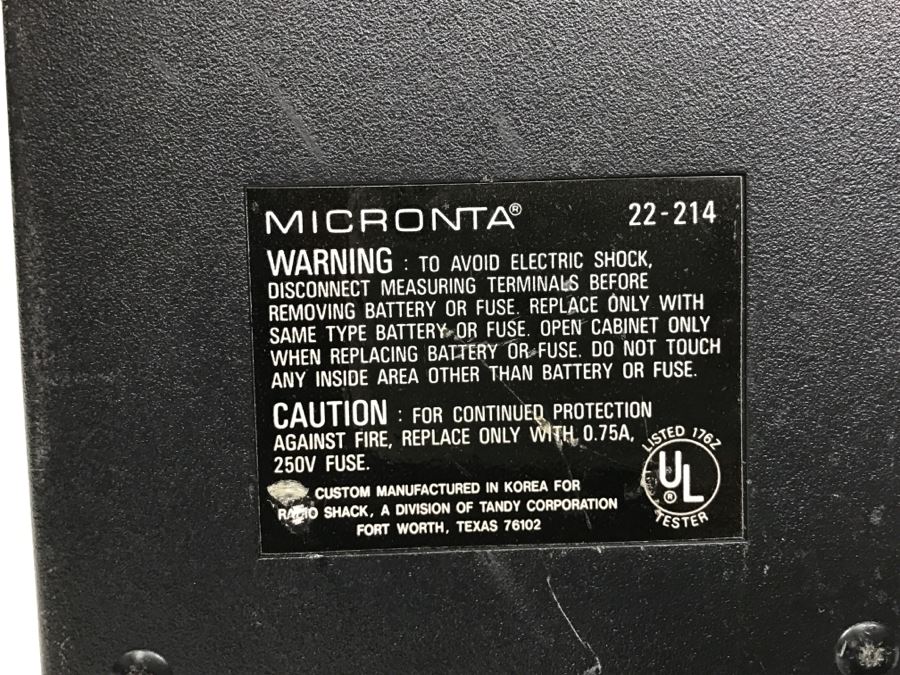 MICRONTA® 22-214
WARNING : TO AVOID ELECTRIC SHOCK,
DISCONNECT MEASURING TERMINALS BEFORE
REMOVING BATTERY OR FUSE. REPLACE ONLY WITH
SAME TYPE BATTERY OR FUSE. OPEN CABINET ONLY
WHEN REPLACING BATTERY OR FUSE. DO NOT TOUCH
ANY INSIDE AREA OTHER THAN BATTERY OR FUSE.
CAUTION : FOR CONTINUED PROTECTION
AGAINST FIRE, REPLACE ONLY WITH 0.75A,
250V FUSE.
CUSTOM MANUFACTURED IN KOREA FOR
RADIO SHACK, A DIVISION OF TANDY CORPORATION
FORT WORTH, TEXAS 76102
LISTED 176Z
UL
®
TESTER